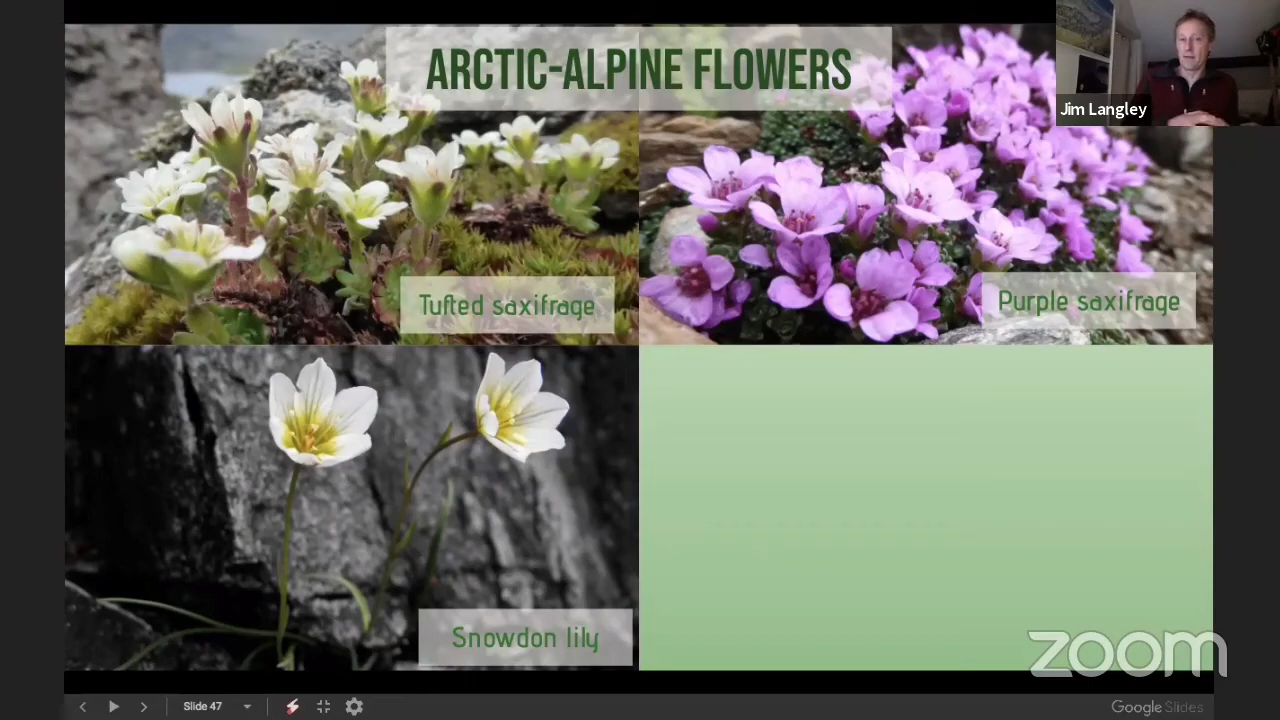 ARCTIC-ALPINE FLOWERS
Jim Langley
Tufted saxifrage
Purple saxifrage
Snowdon lily
zoom
Slide 47
Google Slides